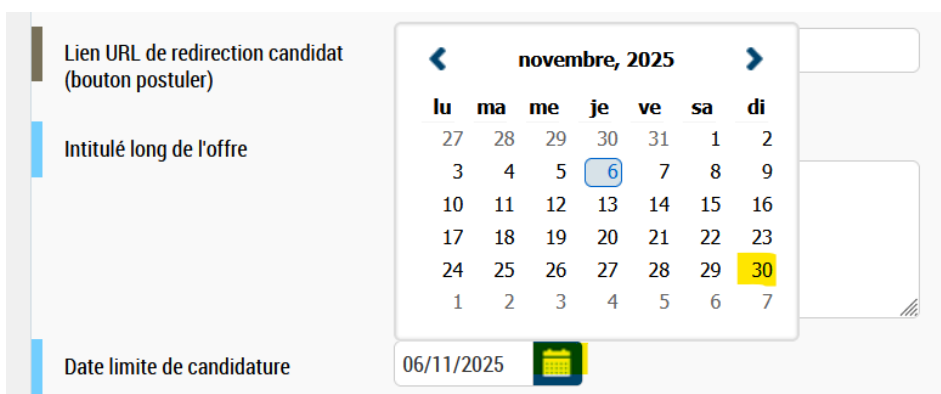 Lien URL de redirection candidat
(bouton postuler)
novembre, 2025
lu ma me je ve sa di
27 28 29 30 31 1 2
3 4 5 6 7 8 9
10 11 12 13 14 15 16
17 18 19 20 21 22 23
24 25 26 27 28 29 30
1 2 3 4 5 6 7
Intitulé long de l'offre
Date limite de candidature
06/11/2025